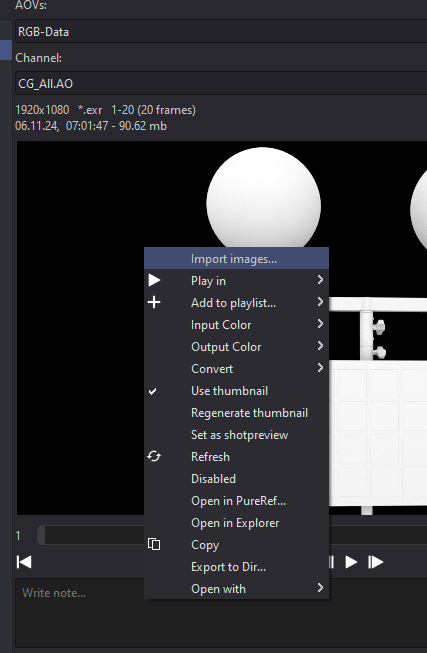 AOVs:
RGB-Data
Channel:
CG_All.AO
1920x1080 *.exr 1-20 (20 frames)
06.11.24, 07:01:47 - 90.62 mb
Import images...
Play in
Add to playlist...
Input Color
Output Color
Convert
Use thumbnail
Regenerate thumbnail
Set as shotpreview
Refresh
Disabled
Open in PureRef...
Open in Explorer
Copy
Export to Dir...
Open with
1
Write note...